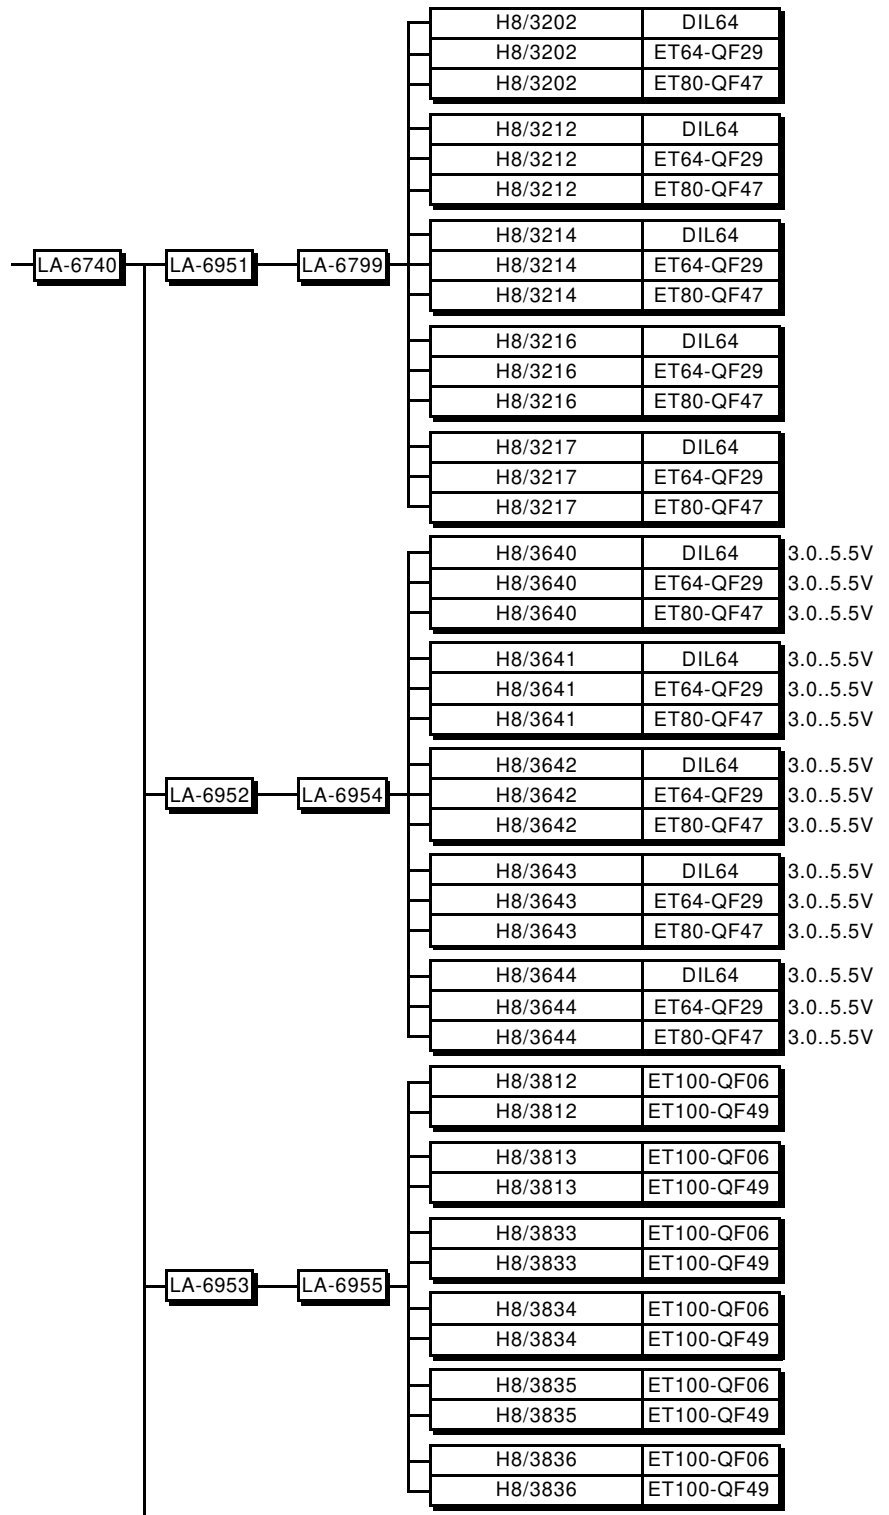 H8/3202 DIL64
H8/3202 ET64-QF29
H8/3202 ET80-QF47
H8/3212 DIL64
H8/3212 ET64-QF29
H8/3212 ET80-QF47
H8/3214 DIL64
LA-6740 LA-6951 LA-6799 H8/3214 ET64-QF29
H8/3214 ET80-QF47
H8/3216 DIL64
H8/3216 ET64-QF29
H8/3216 ET80-QF47
H8/3217 DIL64
H8/3217 ET64-QF29
H8/3217 ET80-QF47
H8/3640 DIL64 3.0..5.5V
H8/3640 ET64-QF29 3.0..5.5V
H8/3640 ET80-QF47 3.0..5.5V
H8/3641 DIL64 3.0..5.5V
H8/3641 ET64-QF29 3.0..5.5V
H8/3641 ET80-QF47 3.0..5.5V
H8/3642 DIL64 3.0..5.5V
LA-6952 LA-6954 H8/3642 ET64-QF29 3.0..5.5V
H8/3642 ET80-QF47 3.0..5.5V
H8/3643 DIL64 3.0..5.5V
H8/3643 ET64-QF29 3.0..5.5V
H8/3643 ET80-QF47 3.0..5.5V
H8/3644 DIL64 3.0..5.5V
H8/3644 ET64-QF29 3.0..5.5V
H8/3644 ET80-QF47 3.0..5.5V
H8/3812 ET100-QF06
H8/3812 ET100-QF49
H8/3813 ET100-QF06
H8/3813 ET100-QF49
H8/3833 ET100-QF06
H8/3833 ET100-QF49
LA-6953 LA-6955
H8/3834 ET100-QF06
H8/3834 ET100-QF49
H8/3835 ET100-QF06
H8/3835 ET100-QF49
H8/3836 ET100-QF06
H8/3836 ET100-QF49